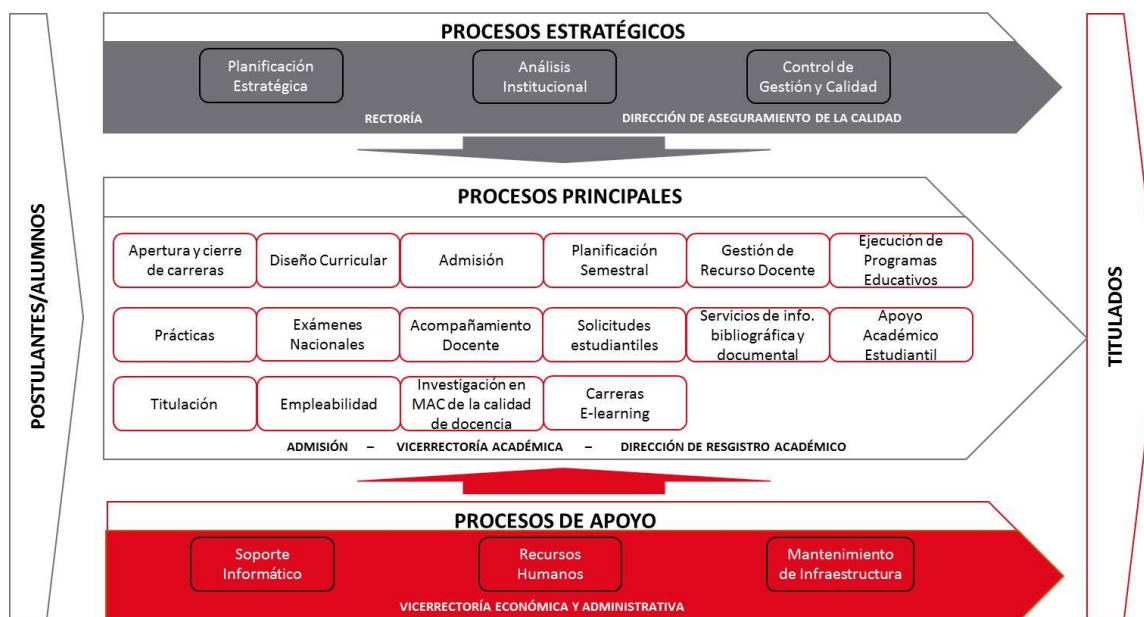 POSTULANTES/ALUMNOS
PROCESOS ESTRATÉGICOS
Planificación
Estratégica
Análisis
Institucional
Control de
Gestión y Calidad
RECTORÍA
DIRECCIÓN DE ASEGURAMIENTO DE LA CALIDAD
PROCESOS PRINCIPALES
Apertura y cierre
de carreras
Diseño Curricular
Admisión
Planificación
Semestral
Gestión de
Recurso Docente
Ejecución de
Programas
Educativos
Prácticas
Exámenes
Nacionales
Acompañamiento
Docente
Solicitudes
estudiantiles
Servicios de info.
bibliográfica y
documental
Apoyo
Académico
Estudiantil
Titulación
Empleabilidad
Investigación en
MAC de la calidad
de docencia
Carreras
E-learning
ADMISIÓN – VICERRECTORÍA ACADÉMICA – DIRECCIÓN DE RESGISTRO ACADÉMICO
PROCESOS DE APOYO
Soporte
Informático
Recursos
Humanos
Mantenimiento
de Infraestructura
VICERRECTORÍA ECONÓMICA Y ADMINISTRATIVA
TITULADOS